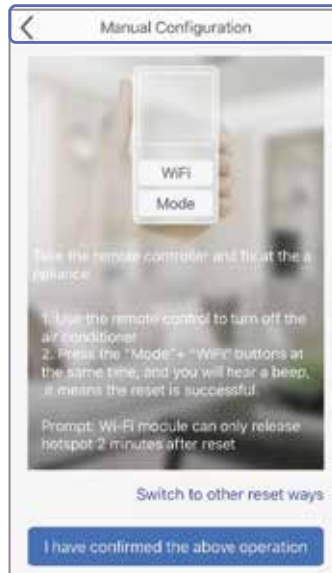 Manual Configuration
WiFi
Mode
Take the remote controller and fix at the a
ppliance:
1. Use the remote control to turn off the
air conditioner
2. Press the "Mode"+ "WiFi" buttons at
the same time, and you will hear a beep,
it means the reset is successful.
Prompt: Wi-Fi module can only release
hotspot 2 minutes after reset
Switch to other reset ways
I have confirmed the above operation